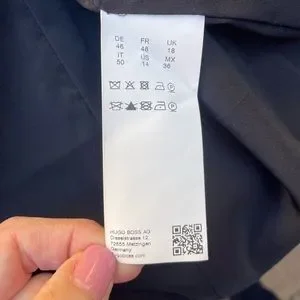 DE FR UK
46 48 18
IT US MX
50 14 36
HUGO BOSS AG
Dieselstrasse 12
72555 Metzingen
Germany